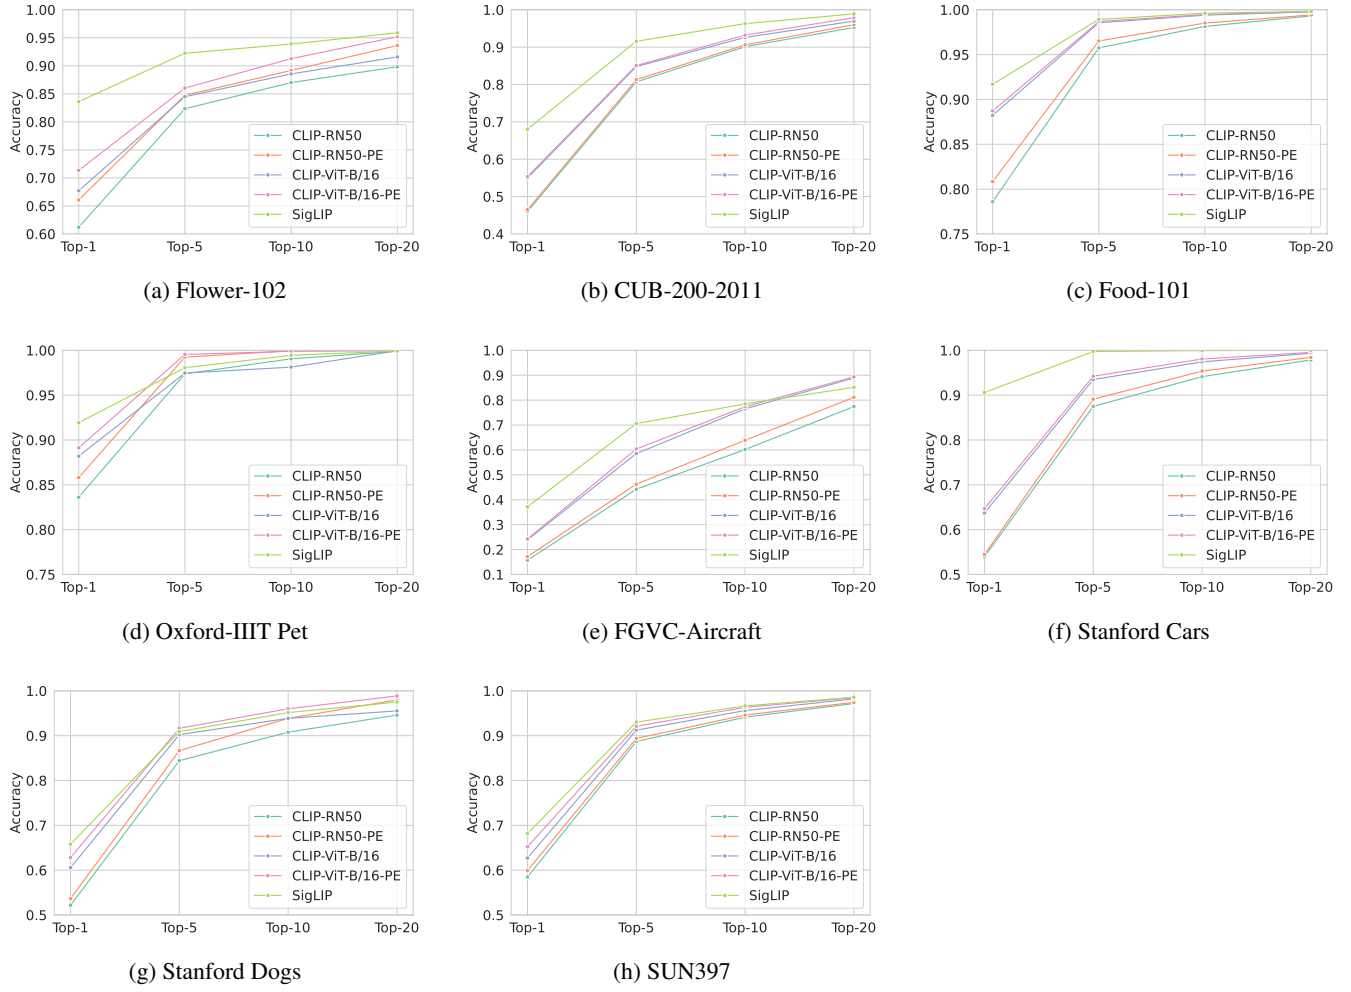 1.00
0.95
0.90
0.85
0.80
0.75
0.70
0.65
0.60
Accuracy
Top-1 Top-5 Top-10 Top-20
CLIP-RN50
CLIP-RN50-PE
CLIP-ViT-B/16
CLIP-ViT-B/16-PE
SigLIP
(a) Flower-102
1.0
0.9
0.8
0.7
0.6
0.5
0.4
Accuracy
Top-1 Top-5 Top-10 Top-20
CLIP-RN50
CLIP-RN50-PE
CLIP-ViT-B/16
CLIP-ViT-B/16-PE
SigLIP
(b) CUB-200-2011
1.00
0.95
0.90
0.85
0.80
0.75
Accuracy
Top-1 Top-5 Top-10 Top-20
CLIP-RN50
CLIP-RN50-PE
CLIP-ViT-B/16
CLIP-ViT-B/16-PE
SigLIP
(c) Food-101
1.00
0.95
0.90
0.85
0.80
0.75
Accuracy
Top-1 Top-5 Top-10 Top-20
CLIP-RN50
CLIP-RN50-PE
CLIP-ViT-B/16
CLIP-ViT-B/16-PE
SigLIP
(d) Oxford-IIIT Pet
1.0
0.9
0.8
0.7
0.6
0.5
0.4
0.3
0.2
0.1
Accuracy
Top-1 Top-5 Top-10 Top-20
CLIP-RN50
CLIP-RN50-PE
CLIP-ViT-B/16
CLIP-ViT-B/16-PE
SigLIP
(e) FGVC-Aircraft
1.0
0.9
0.8
0.7
0.6
0.5
Accuracy
Top-1 Top-5 Top-10 Top-20
CLIP-RN50
CLIP-RN50-PE
CLIP-ViT-B/16
CLIP-ViT-B/16-PE
SigLIP
(f) Stanford Cars
1.0
0.9
0.8
0.7
0.6
0.5
Accuracy
Top-1 Top-5 Top-10 Top-20
CLIP-RN50
CLIP-RN50-PE
CLIP-ViT-B/16
CLIP-ViT-B/16-PE
SigLIP
(g) Stanford Dogs
1.0
0.9
0.8
0.7
0.6
0.5
Accuracy
Top-1 Top-5 Top-10 Top-20
CLIP-RN50
CLIP-RN50-PE
CLIP-ViT-B/16
CLIP-ViT-B/16-PE
SigLIP
(h) SUN397